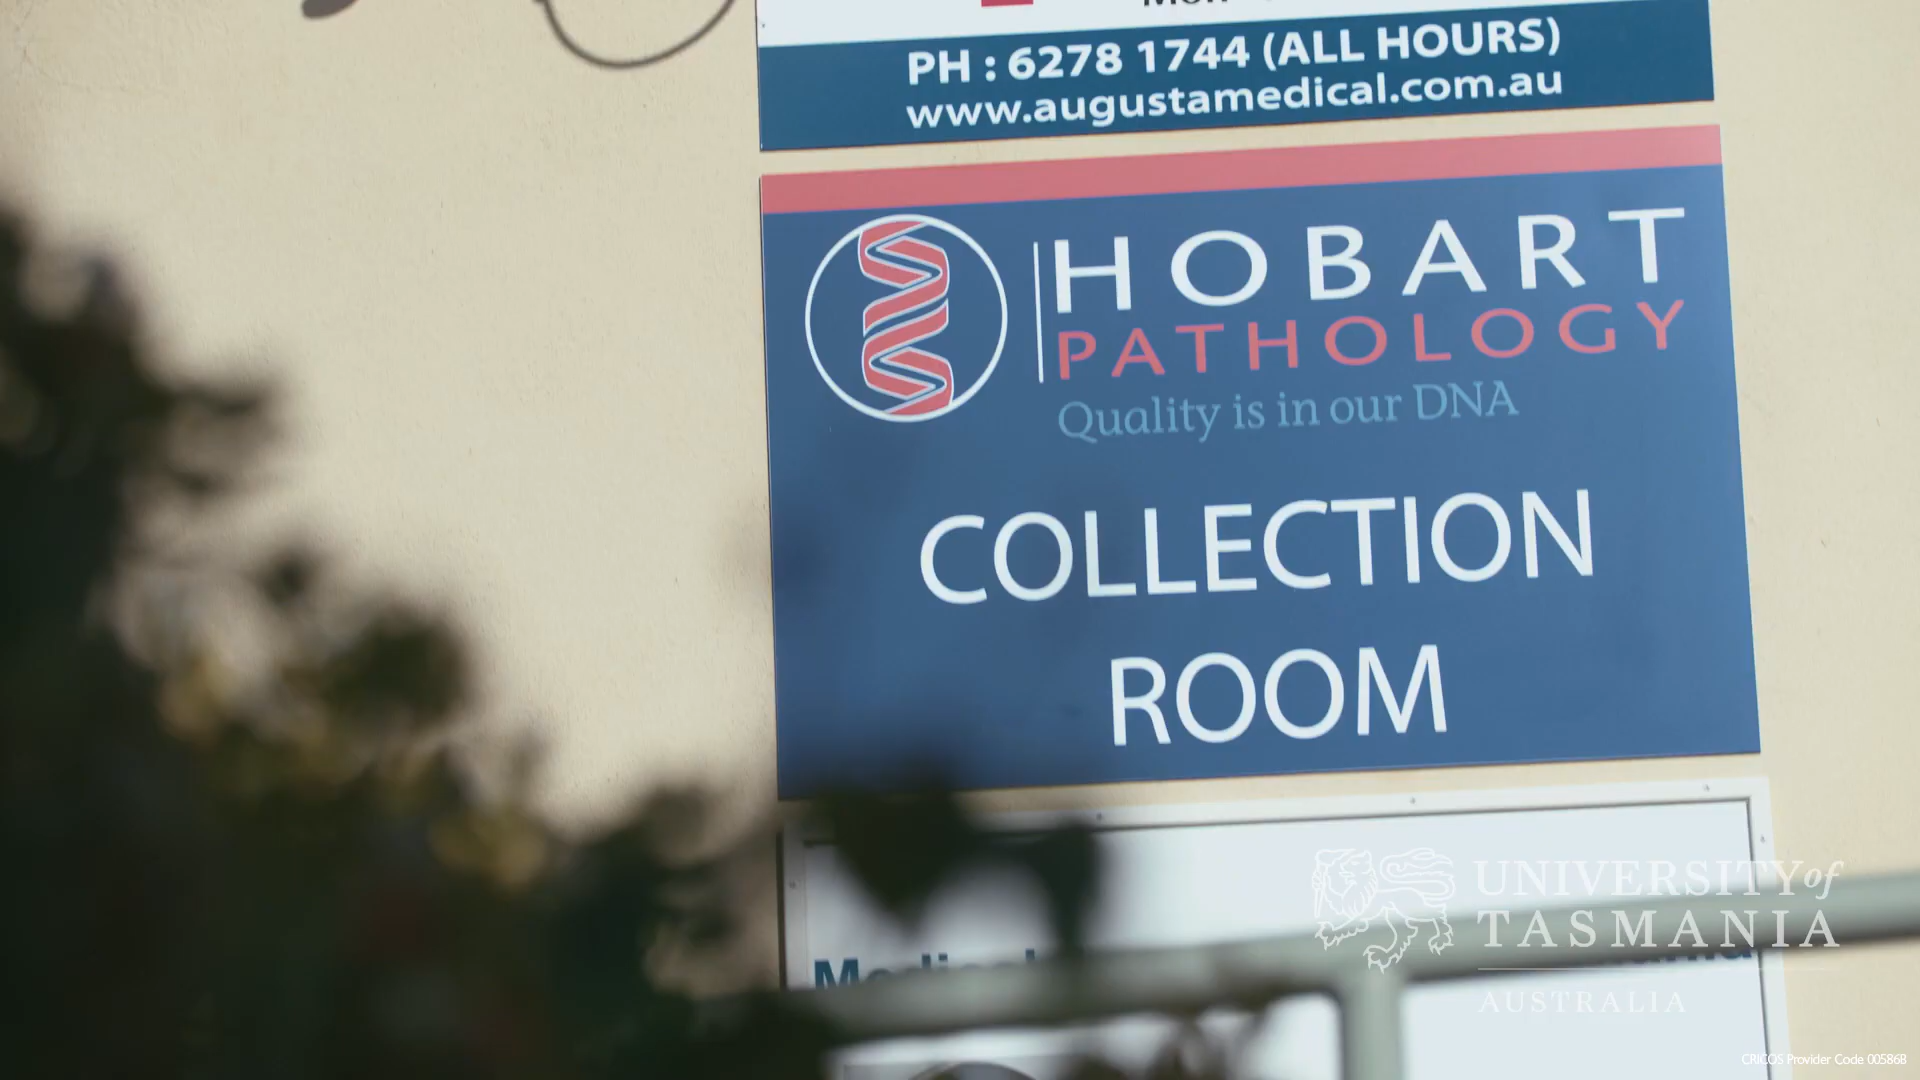 PH : 6278 1744 (ALL HOURS)
www.augustamedical.com.au
HOBART
PATHOLOGY
Quality is in our DNA
COLLECTION
ROOM
Medical
UNIVERSITY of
TASMANIA
AUSTRALIA
CRICOS Provider Code 00586B